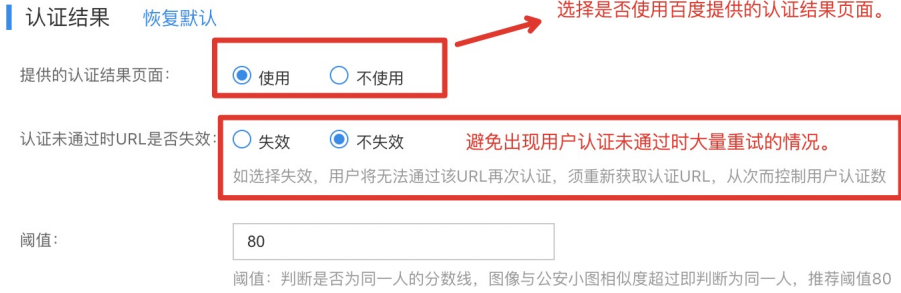 选择是否使用百度提供的认证结果页面。
认证结果 恢复默认
提供的认证结果页面： 使用 不使用
认证未通过时URL是否失效： 失效 不失效 避免出现用户认证未通过时大量重试的情况。
如选择失效，用户将无法通过该URL再次认证，须重新获取认证URL，从次而控制用户认证数
阈值： 80
阈值：判断是否为同一人的分数线，图像与公安小图相似度超过即判断为同一人，推荐阈值80